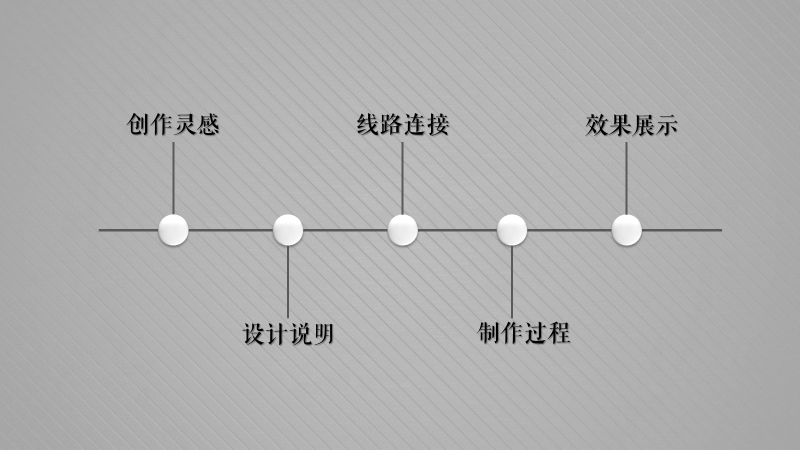 创作灵感
设计说明
线路连接
制作过程
效果展示